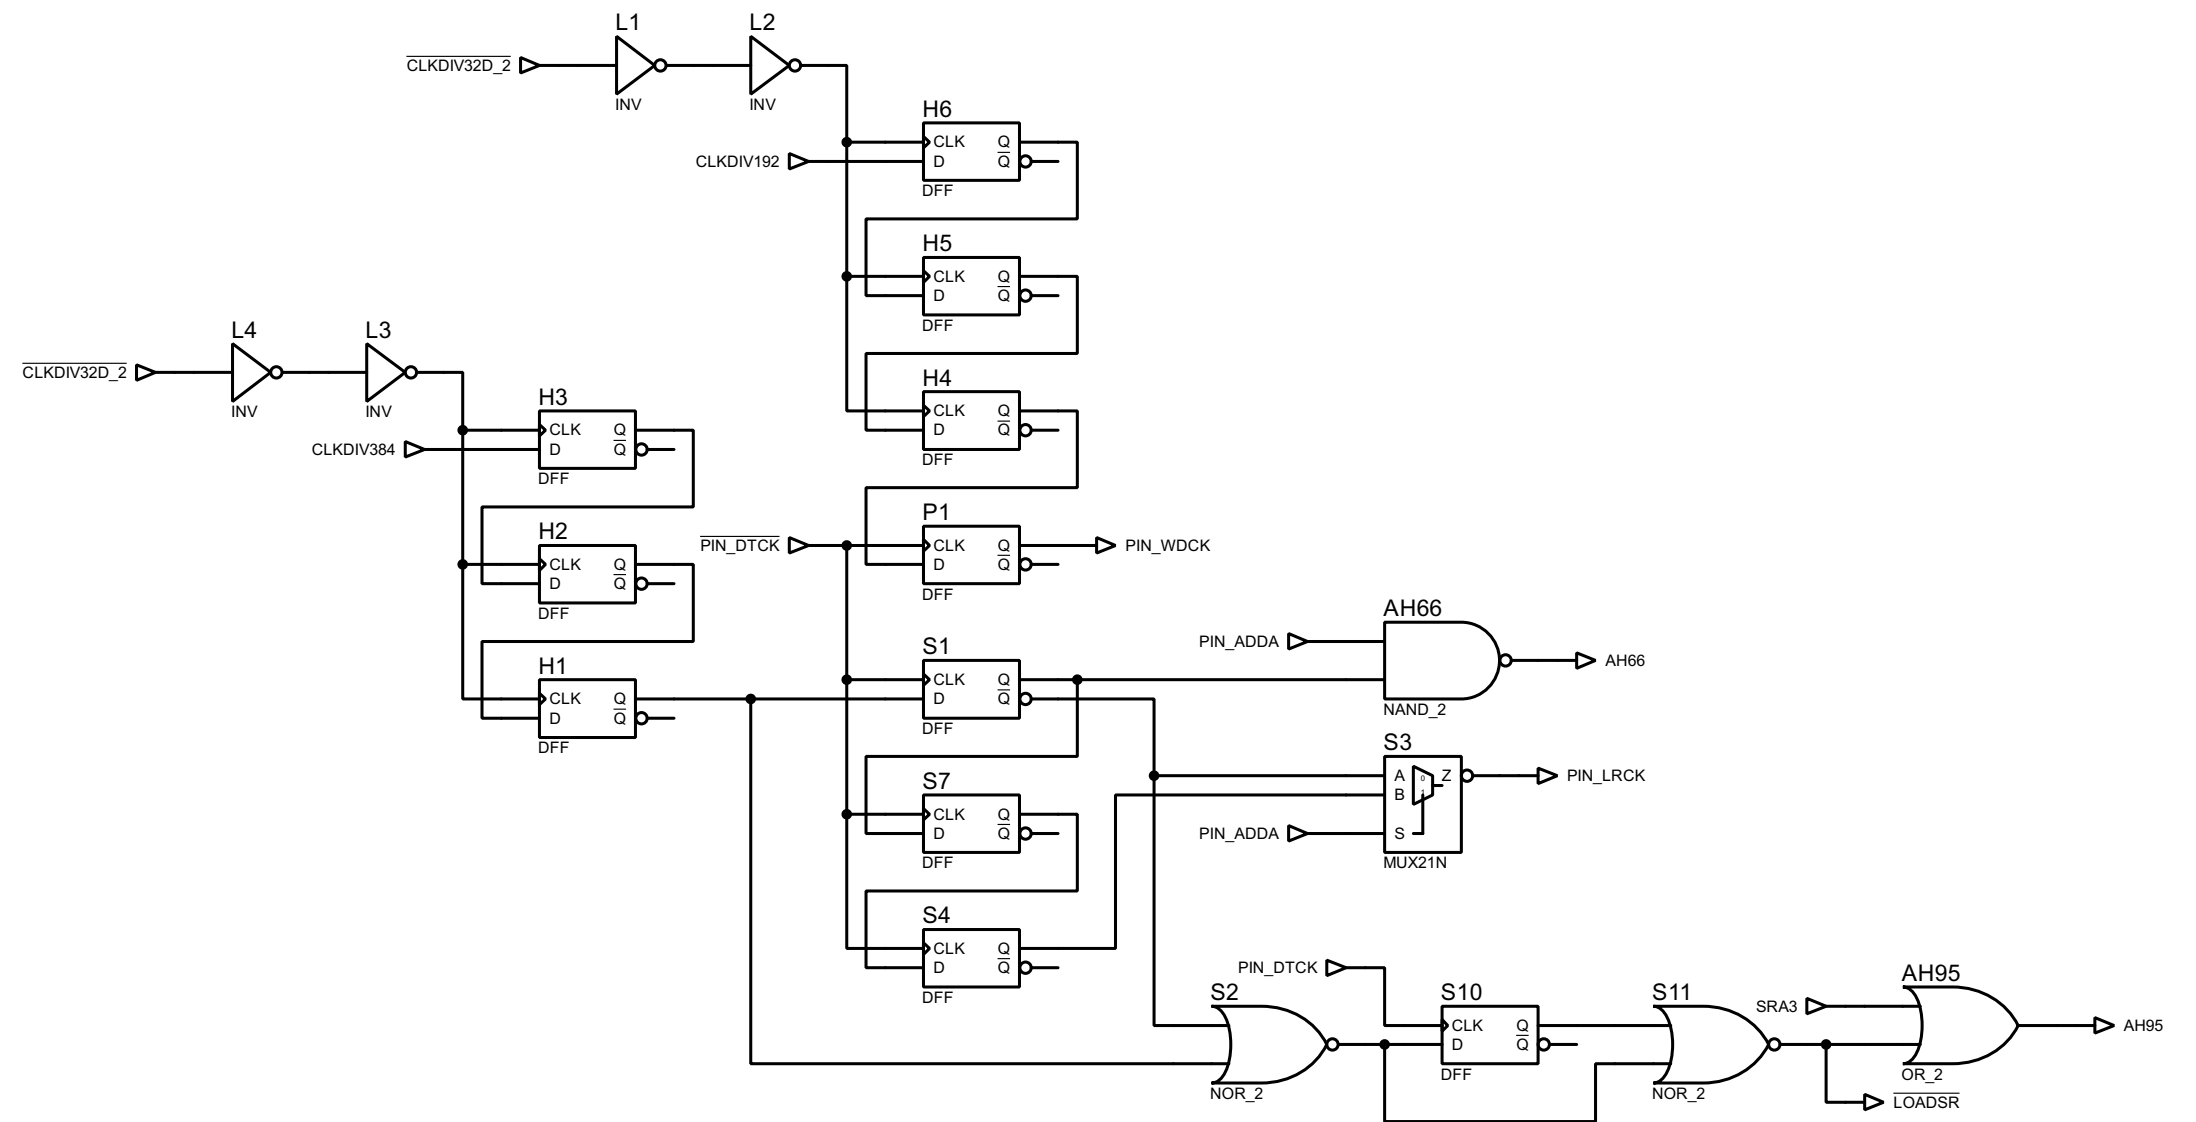 L1 L2
CLKDIV32D_2
INV INV
H6
CLK Q
CLKDIV192 D Q
DFF
H5
CLK Q
D Q
DFF
L4 L3
CLKDIV32D_2
INV INV
H4
CLK Q
D Q
DFF
H3
CLK Q
CLKDIV384 D Q
DFF
P1
PIN_DTCK CLK Q PIN_WDCK
D Q
DFF
H2
CLK Q
D Q
DFF
AH66
PIN_ADDA
AH66
NAND_2
S1
CLK Q
D Q
DFF
H1
CLK Q
D Q
DFF
S3
A 0 Z PIN_LRCK
B 1
PIN_ADDA S
MUX21N
S7
CLK Q
D Q
DFF
S4
CLK Q
D Q
DFF
PIN_DTCK
S2
NOR_2
S10
CLK Q
D Q
DFF
S11
NOR_2
AH95
SRA3
AH95
OR_2
LOADSR